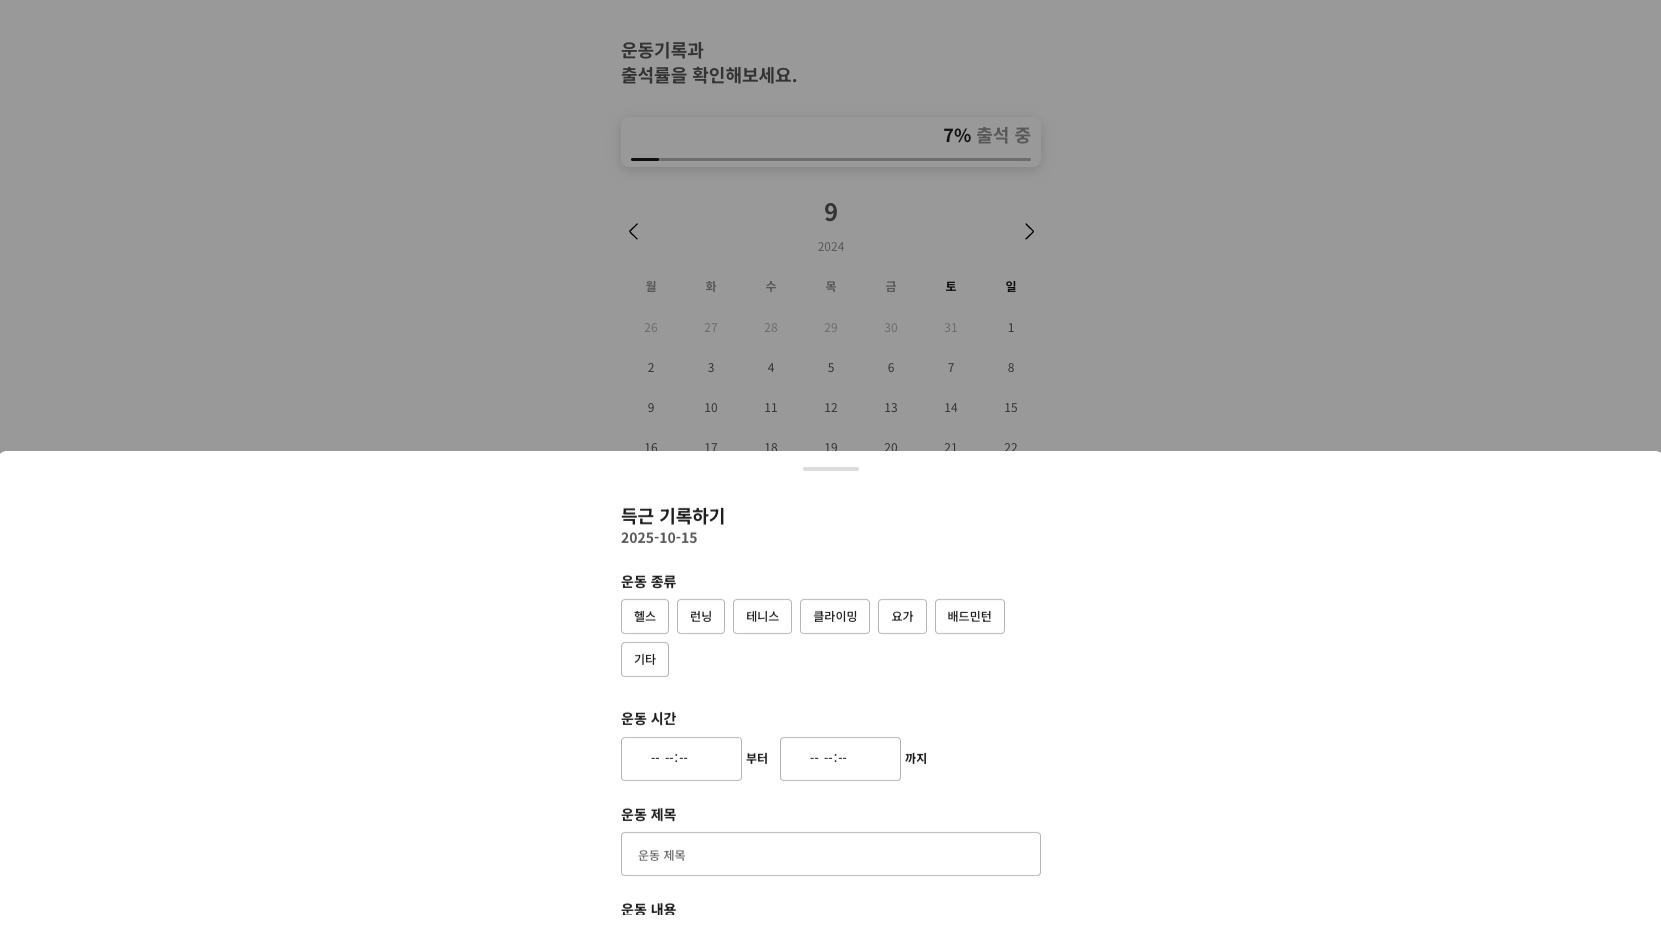 운동기록과
출석률을 확인해보세요.
7% 출석 중
9
2024
월 화 수 목 금 토 일
26 27 28 29 30 31 1
2 3 4 5 6 7 8
9 10 11 12 13 14 15
16 17 18 19 20 21 22
득근 기록하기
2025-10-15
운동 종류
헬스 런닝 테니스 클라이밍 요가 배드민턴
기타
운동 시간
-- --:-- 부터 -- --:-- 까지
운동 제목
운동 제목
운동 내용